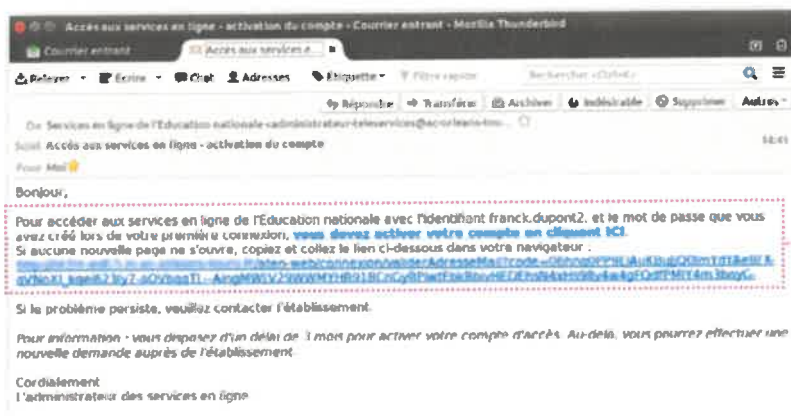 Accès aux services en ligne - activation du compte - Courrier entrant - Mozilla Thunderbird
Courrier entrant Accès aux services e...
Relever Écrire Chat Adresses Étiquette Filtre rapide Rechercher <Ctrl+K>
Répondre Transférer Archiver Indésirable Supprimer Autres
De Services en ligne de l'Education nationale
Sujet Accès aux services en ligne - activation du compte
Pour Moi
Bonjour,
Pour accéder aux services en ligne de l'Éducation nationale avec l'identifiant franck.dupont2. et le mot de passe que vous
avez créé lors de votre première connexion, vous devez activer votre compte en cliquant ICI.
Si aucune nouvelle page ne s'ouvre, copiez et collez le lien ci-dessous dans votre navigateur :
Si le problème persiste, veuillez contacter l'établissement.
Pour information : vous disposez d'un délai de 3 mois pour activer votre compte d'accès. Au-delà, vous pourrez effectuer une
nouvelle demande auprès de l'établissement
Cordialement
L'administrateur des services en ligne